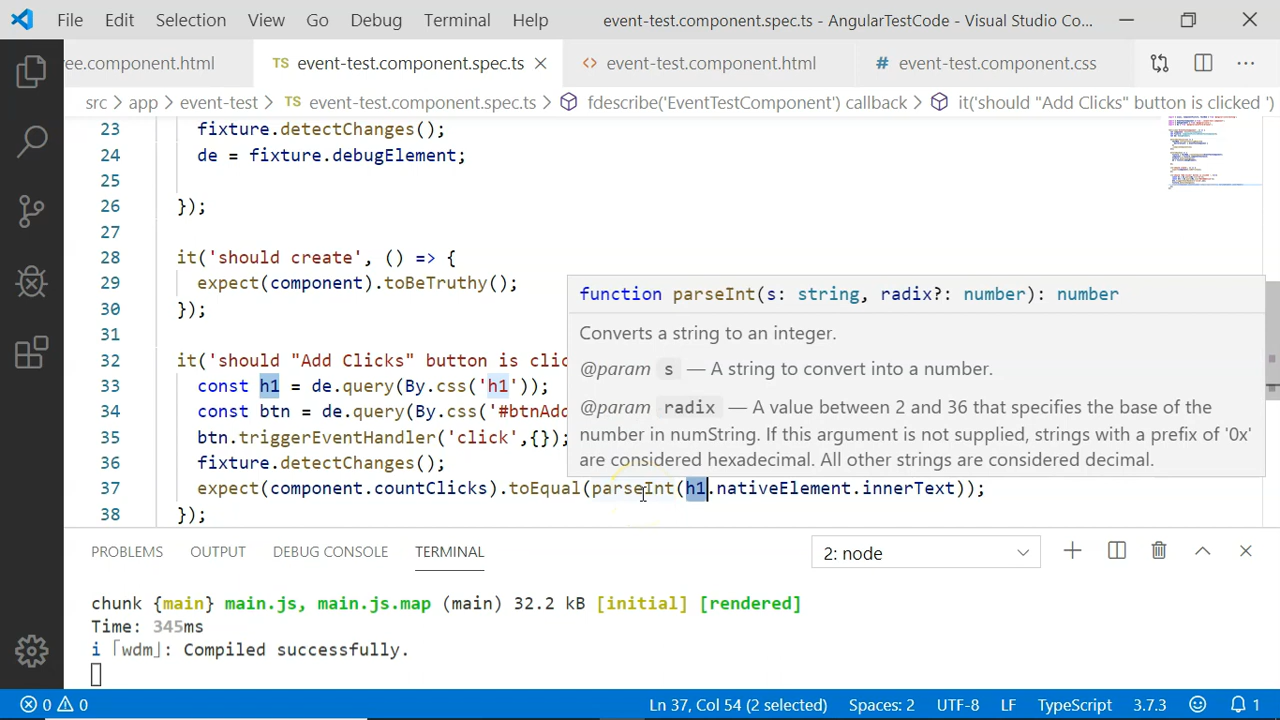 File Edit Selection View Go Debug Terminal Help event-test.component.spec.ts - AngularTestCode - Visual Studio Co...
ee.component.html TS event-test.component.spec.ts <> event-test.component.html # event-test.component.css ...
src > app > event-test > TS event-test.component.spec.ts > fdescribe('EventTestComponent') callback > it('should "Add Clicks" button is clicked ')
23 fixture.detectChanges();
24 de = fixture.debugElement;
25
26 });
27
28 it('should create', () => {
29 expect(component).toBeTruthy();
30 });
31
32 it('should "Add Clicks" button is clic
33 const h1 = de.query(By.css('h1'));
34 const btn = de.query(By.css('#btnAdd
35 btn.triggerEventHandler('click',{});
36 fixture.detectChanges();
37 expect(component.countClicks).toEqual(parseInt(h1.nativeElement.innerText));
38 });
function parseInt(s: string, radix?: number): number
Converts a string to an integer.
@param s — A string to convert into a number.
@param radix — A value between 2 and 36 that specifies the base of the
number in numString. If this argument is not supplied, strings with a prefix of '0x'
are considered hexadecimal. All other strings are considered decimal.
PROBLEMS OUTPUT DEBUG CONSOLE TERMINAL 2: node
chunk {main} main.js, main.js.map (main) 32.2 kB [initial] [rendered]
Time: 345ms
i ｢wdm｣: Compiled successfully.
0 0 Ln 37, Col 54 (2 selected) Spaces: 2 UTF-8 LF TypeScript 3.7.3 1